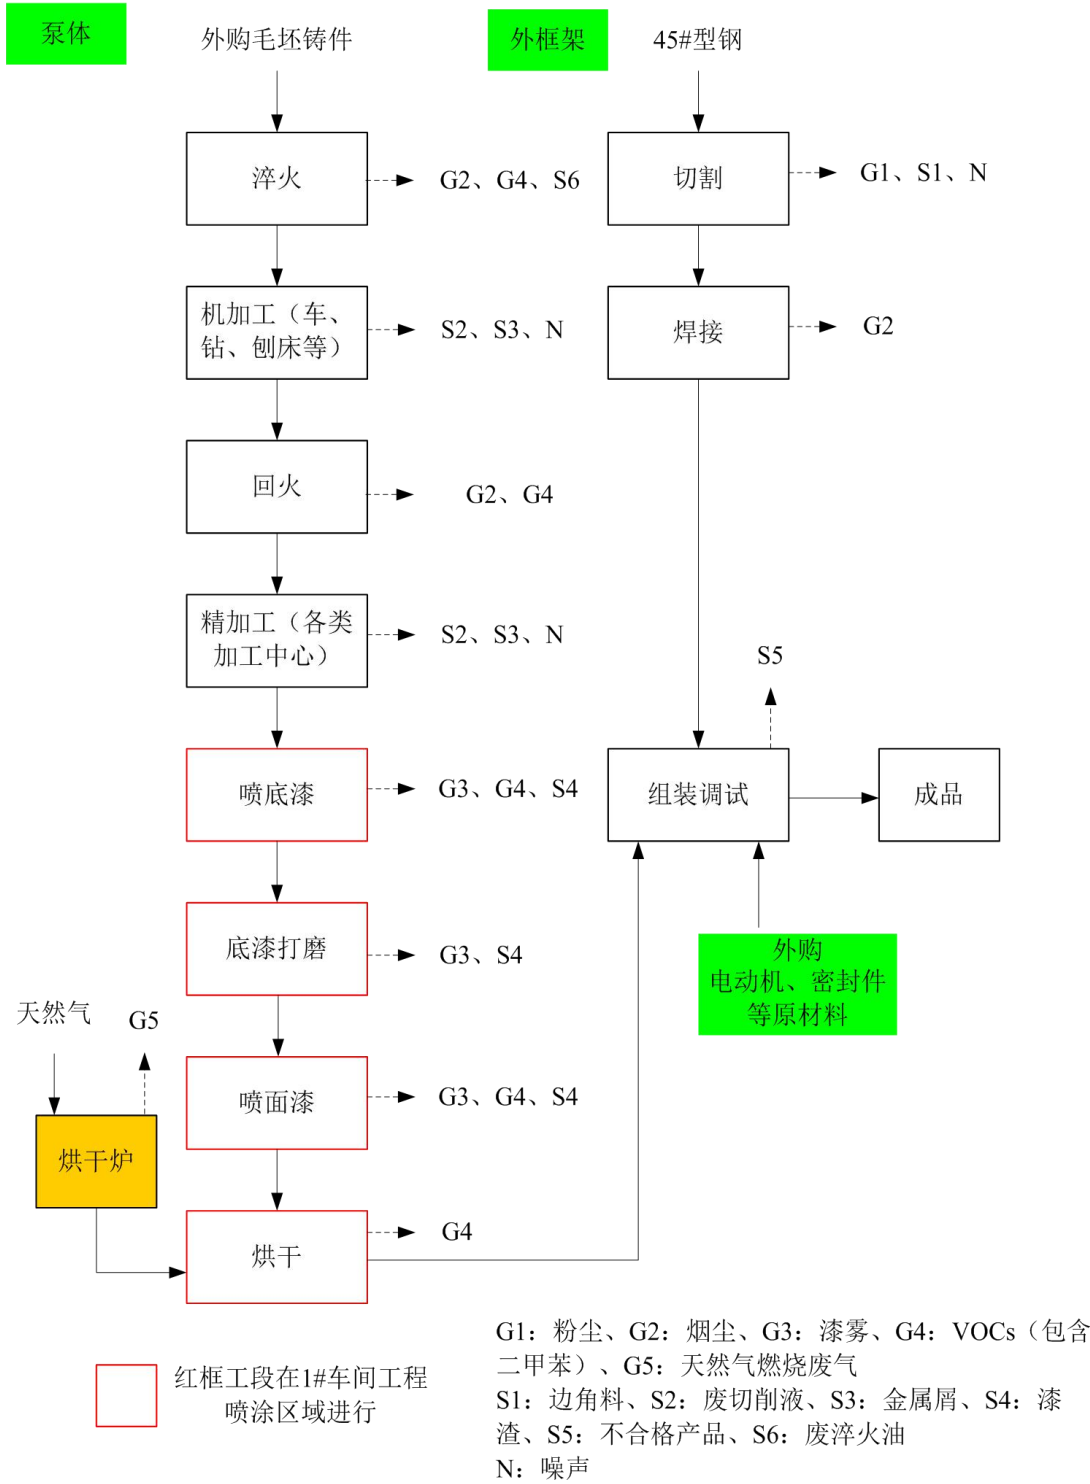 泵体
外购毛坯铸件
外框架
45#型钢
淬火
G2、G4、S6
切割
G1、S1、N
机加工（车、
钻、刨床等）
S2、S3、N
焊接
G2
回火
G2、G4
精加工（各类
加工中心）
S2、S3、N
S5
喷底漆
G3、G4、S4
组装调试
成品
底漆打磨
G3、S4
外购
电动机、密封件
等原材料
天然气
G5
喷面漆
G3、G4、S4
烘干炉
烘干
G4
红框工段在1#车间工程
喷涂区域进行
G1：粉尘、G2：烟尘、G3：漆雾、G4：VOCs（包含
二甲苯）、G5：天然气燃烧废气
S1：边角料、S2：废切削液、S3：金属屑、S4：漆
渣、S5：不合格产品、S6：废淬火油
N：噪声